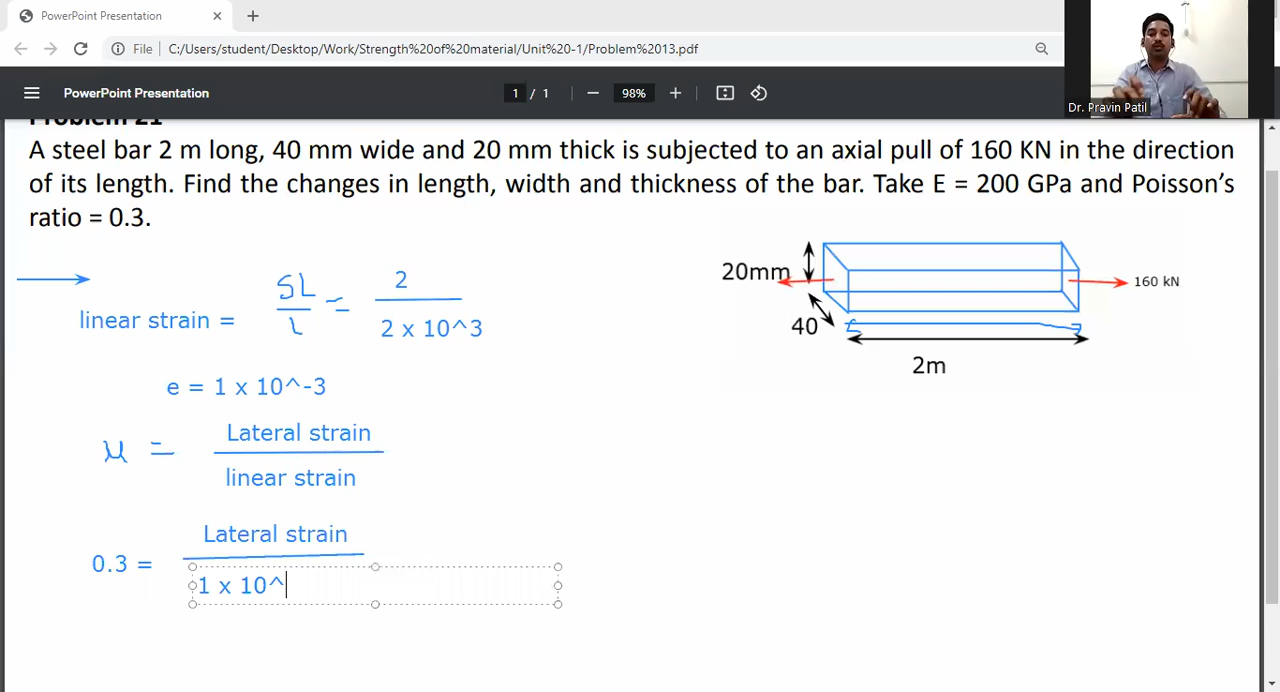 PowerPoint Presentation
File C:/Users/student/Desktop/Work/Strength%20of%20material/Unit%20-1/Problem%2013.pdf
PowerPoint Presentation
1 / 1
98%
Dr. Pravin Patil
Problem 21
A steel bar 2 m long, 40 mm wide and 20 mm thick is subjected to an axial pull of 160 KN in the direction
of its length. Find the changes in length, width and thickness of the bar. Take E = 200 GPa and Poisson's
ratio = 0.3.
linear strain = SL / L = 2 / 2 x 10^3
e = 1 x 10^-3
μ = Lateral strain
linear strain
0.3 = Lateral strain
1 x 10^
20mm
160 kN
40
2m